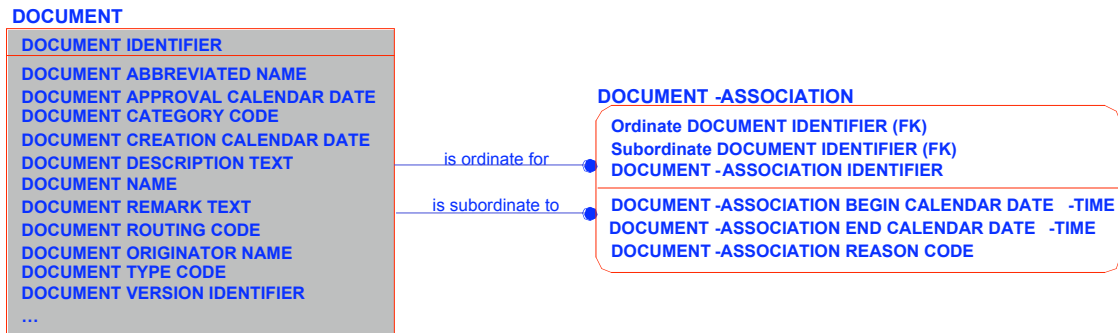 DOCUMENT
DOCUMENT IDENTIFIER
DOCUMENT ABBREVIATED NAME
DOCUMENT APPROVAL CALENDAR DATE
DOCUMENT CATEGORY CODE
DOCUMENT CREATION CALENDAR DATE
DOCUMENT DESCRIPTION TEXT
DOCUMENT NAME
DOCUMENT REMARK TEXT
DOCUMENT ROUTING CODE
DOCUMENT ORIGINATOR NAME
DOCUMENT TYPE CODE
DOCUMENT VERSION IDENTIFIER
...
is ordinate for
is subordinate to
DOCUMENT -ASSOCIATION
Ordinate DOCUMENT IDENTIFIER (FK)
Subordinate DOCUMENT IDENTIFIER (FK)
DOCUMENT -ASSOCIATION IDENTIFIER
DOCUMENT -ASSOCIATION BEGIN CALENDAR DATE -TIME
DOCUMENT -ASSOCIATION END CALENDAR DATE -TIME
DOCUMENT -ASSOCIATION REASON CODE